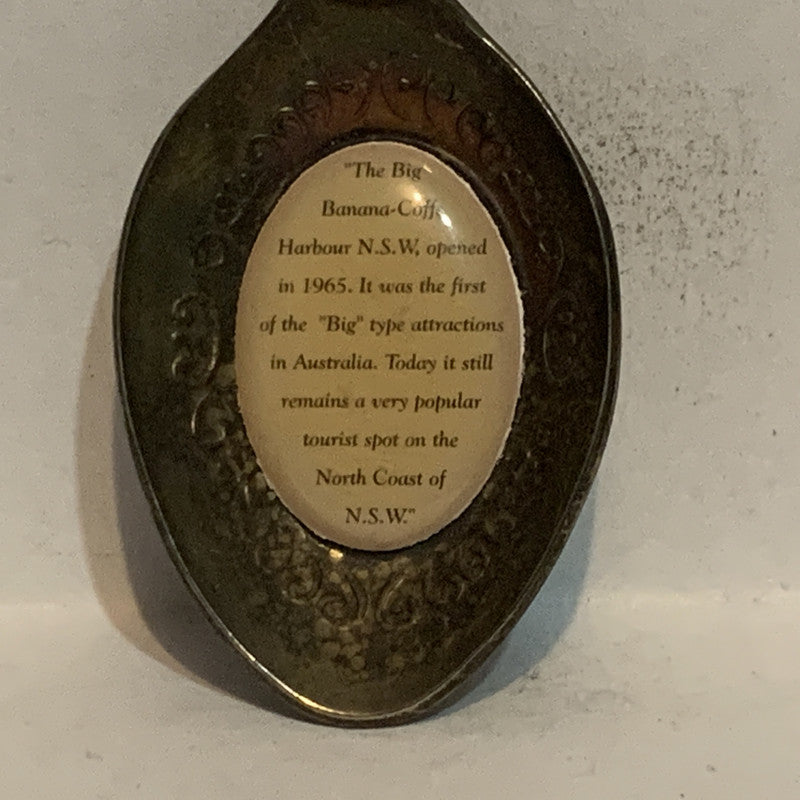 "The Big
Banana-Coffs
Harbour N.S.W, opened
in 1965. It was the first
of the "Big" type attractions
in Australia. Today it still
remains a very popular
tourist spot on the
North Coast of
N.S.W."